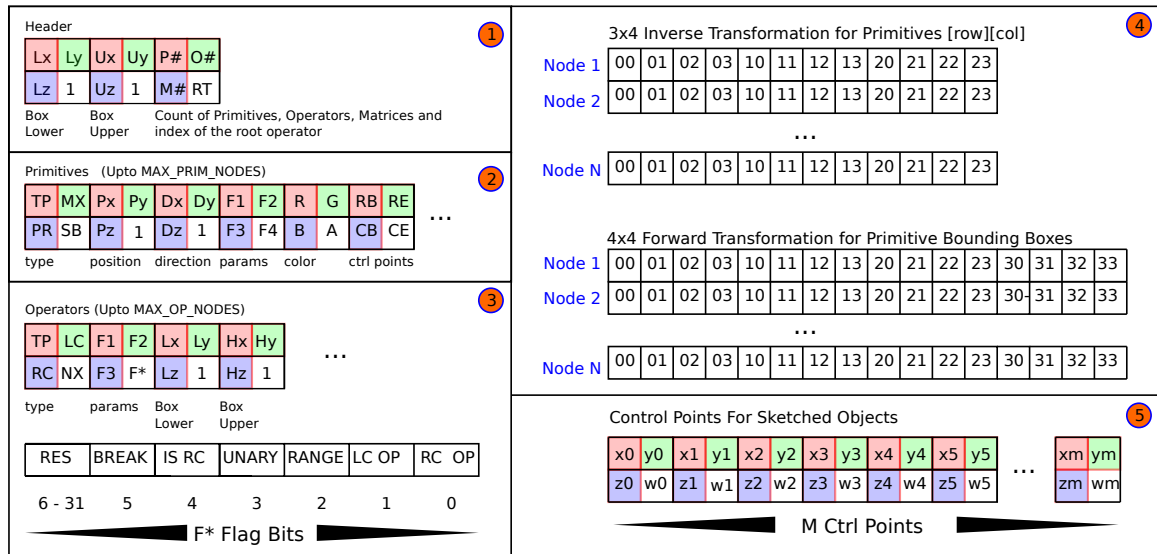 Header
1
Lx Ly Ux Uy P# O#
Lz 1 Uz 1 M# RT
Box Lower
Box Upper
Count of Primitives, Operators, Matrices and
index of the root operator
Primitives (Upto MAX_PRIM_NODES)
2
TP MX Px Py Dx Dy F1 F2 R G RB RE
...
PR SB Pz 1 Dz 1 F3 F4 B A CB CE
type position direction params color ctrl points
3
Operators (Upto MAX_OP_NODES)
TP LC F1 F2 Lx Ly Hx Hy
...
RC NX F3 F* Lz 1 Hz 1
type params Box Lower
Box Upper
RES BREAK IS RC UNARY RANGE LC OP RC OP
6 - 31 5 4 3 2 1 0
F* Flag Bits
4
3x4 Inverse Transformation for Primitives [row][col]
Node 1 00 01 02 03 10 11 12 13 20 21 22 23
Node 2 00 01 02 03 10 11 12 13 20 21 22 23
...
Node N 00 01 02 03 10 11 12 13 20 21 22 23
4x4 Forward Transformation for Primitive Bounding Boxes
Node 1 00 01 02 03 10 11 12 13 20 21 22 23 30 31 32 33
Node 2 00 01 02 03 10 11 12 13 20 21 22 23 30- 31 32 33
...
Node N 00 01 02 03 10 11 12 13 20 21 22 23 30 31 32 33
5
Control Points For Sketched Objects
x0 y0 x1 y1 x2 y2 x3 y3 x4 y4 x5 y5 xm ym
...
z0 w0 z1 w1 z2 w2 z3 w3 z4 w4 z5 w5 zm wm
M Ctrl Points